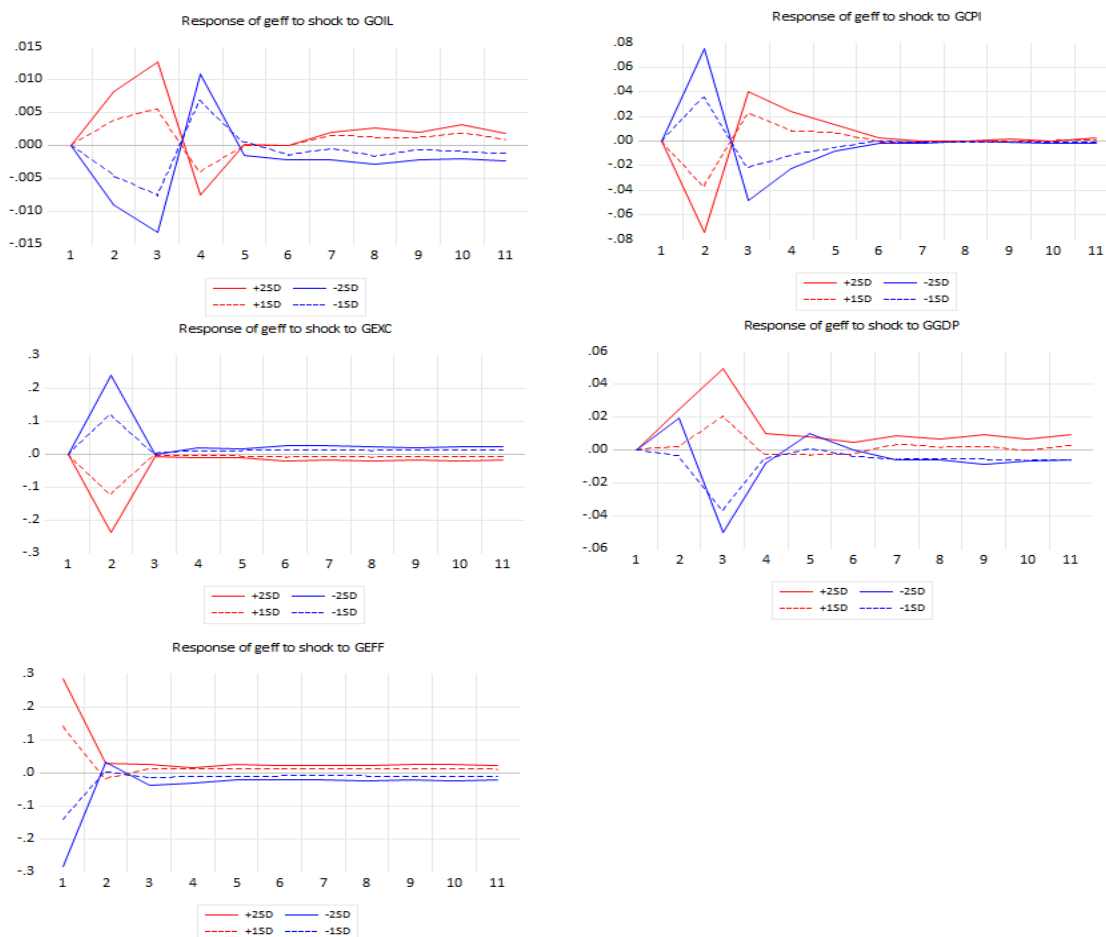 Response of geff to shock to GOIL
.015
.010
.005
.000
-.005
-.010
-.015
1 2 3 4 5 6 7 8 9 10 11
+2SD -2SD
+1SD -1SD
Response of geff to shock to GCPI
.08
.06
.04
.02
.00
-.02
-.04
-.06
-.08
1 2 3 4 5 6 7 8 9 10 11
+2SD -2SD
+1SD -1SD
Response of geff to shock to GEXC
.3
.2
.1
.0
-.1
-.2
-.3
1 2 3 4 5 6 7 8 9 10 11
+2SD -2SD
+1SD -1SD
Response of geff to shock to GGDP
.06
.04
.02
.00
-.02
-.04
-.06
1 2 3 4 5 6 7 8 9 10 11
+2SD -2SD
+1SD -1SD
Response of geff to shock to GEFF
.3
.2
.1
.0
-.1
-.2
-.3
1 2 3 4 5 6 7 8 9 10 11
+2SD -2SD
+1SD -1SD